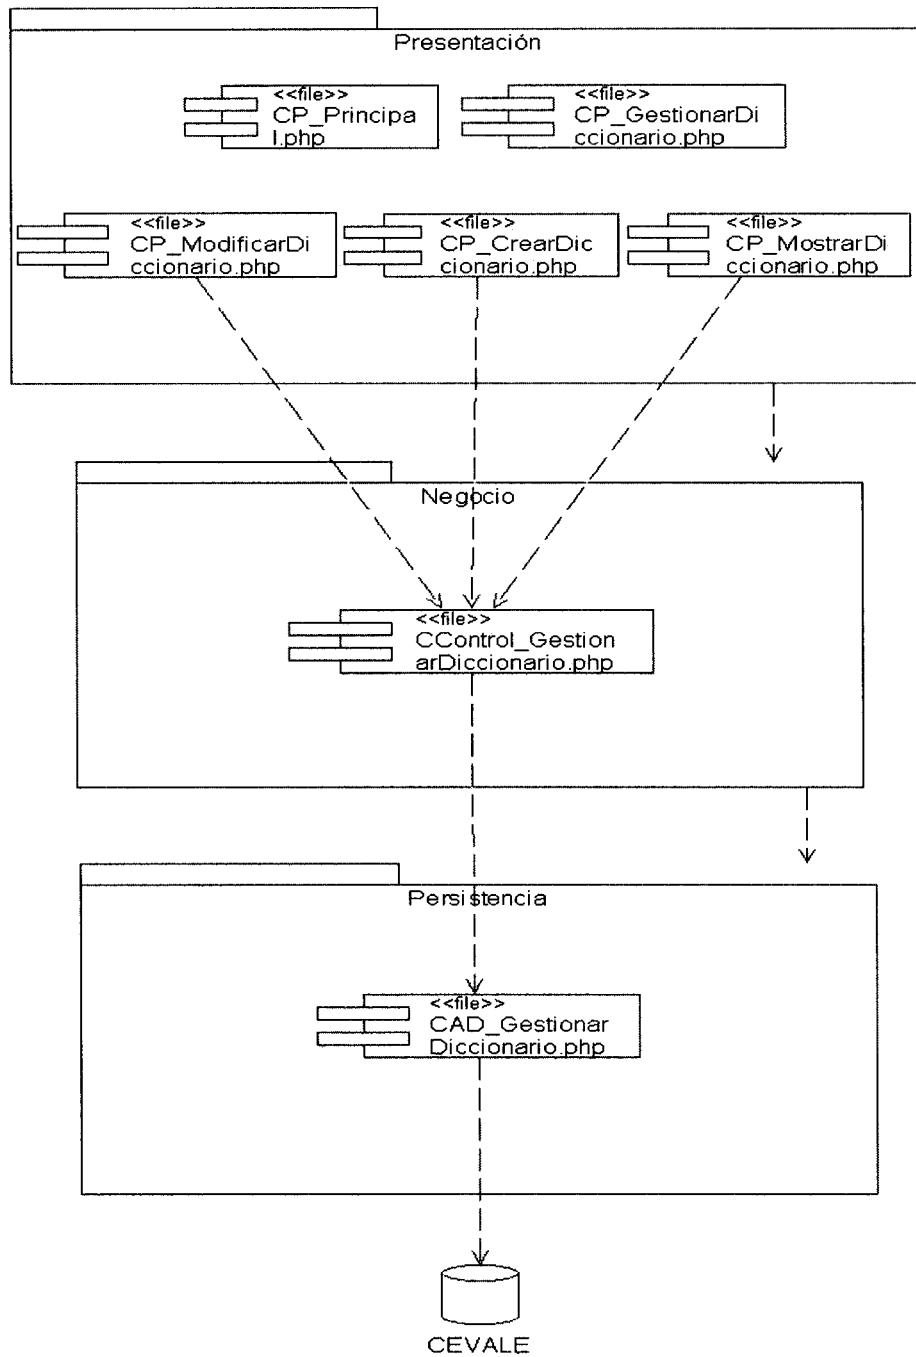 Presentación
<<file>>
CP_Principa
l.php
<<file>>
CP_GestionarDi
ccionario.php
<<file>>
CP_ModificarDi
ccionario.php
<<file>>
CP_CrearDic
cionario.php
<<file>>
CP_MostrarDi
ccionario.php
Negocio
<<file>>
CControl_Gestion
arDiccionario.php
Persistencia
<<file>>
CAD_Gestionar
Diccionario.php
CEVALE